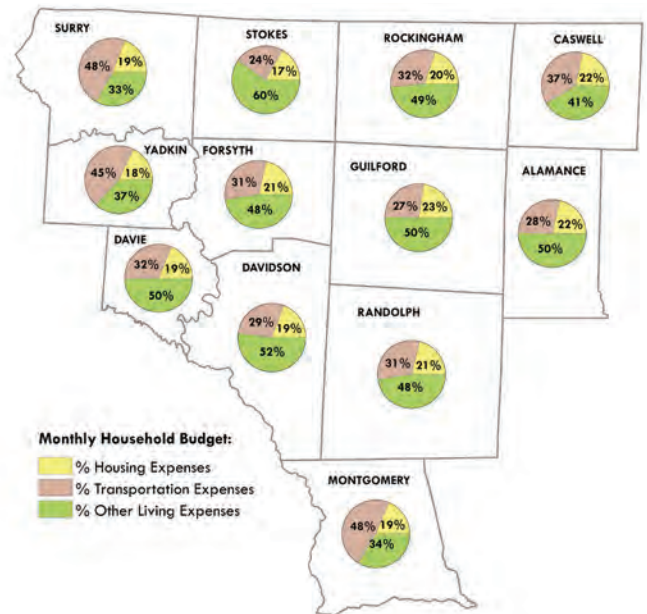 SURRY
48% 19%
33%
STOKES
24%
17%
60%
ROCKINGHAM
32% 20%
49%
CASWELL
37% 22%
41%
YADKIN
45% 18%
37%
FORSYTH
31% 21%
48%
GUILFORD
27% 23%
50%
ALAMANCE
28% 22%
50%
DAVIE
32% 19%
50%
DAVIDSON
29% 19%
52%
RANDOLPH
31% 21%
48%
Monthly Household Budget:
% Housing Expenses
% Transportation Expenses
% Other Living Expenses
MONTGOMERY
48% 19%
34%